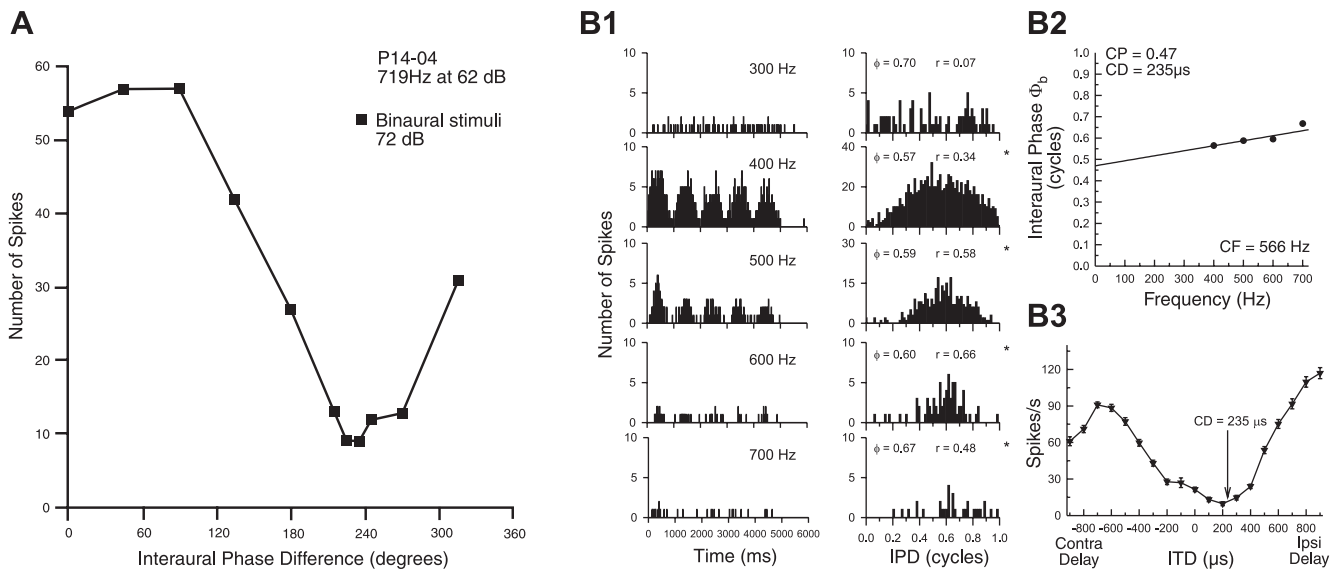 A
P14-04
719Hz at 62 dB
Binaural stimuli
72 dB
Number of Spikes
60
50
40
30
20
10
0
0 60 120 180 240 300 360
Interaural Phase Difference (degrees)
B1
Number of Spikes
10
5
0
300 Hz
10
5
0
400 Hz
10
5
0
500 Hz
10
5
0
600 Hz
10
5
0
700 Hz
0 1000 2000 3000 4000 5000 6000
Time (ms)
10
5
0
ϕ = 0.70 r = 0.07
40
20
0
ϕ = 0.57 r = 0.34 *
30
15
0
ϕ = 0.59 r = 0.58 *
10
5
0
ϕ = 0.60 r = 0.66 *
10
5
0
ϕ = 0.67 r = 0.48 *
0.0 0.2 0.4 0.6 0.8 1.0
IPD (cycles)
B2
Interaural Phase Φb
(cycles)
1.0
0.9
0.8
0.7
0.6
0.5
0.4
0.3
0.2
0.1
0.0
CP = 0.47
CD = 235µs
CF = 566 Hz
0 100 200 300 400 500 600 700
Frequency (Hz)
B3
Spikes/s
120
90
60
30
0
CD = 235 µs
-800 -600 -400 -200 0 200 400 600 800
Contra
Delay
ITD (µs)
Ipsi
Delay